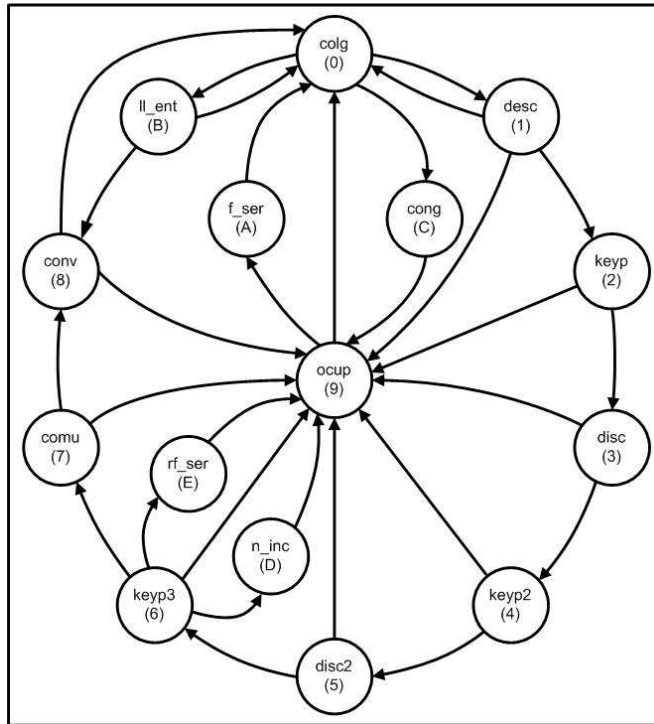 colg
(0)
ll_ent
(B)
desc
(1)
f_ser
(A)
cong
(C)
conv
(8)
keyp
(2)
ocup
(9)
comu
(7)
disc
(3)
rf_ser
(E)
n_inc
(D)
keyp3
(6)
keyp2
(4)
disc2
(5)